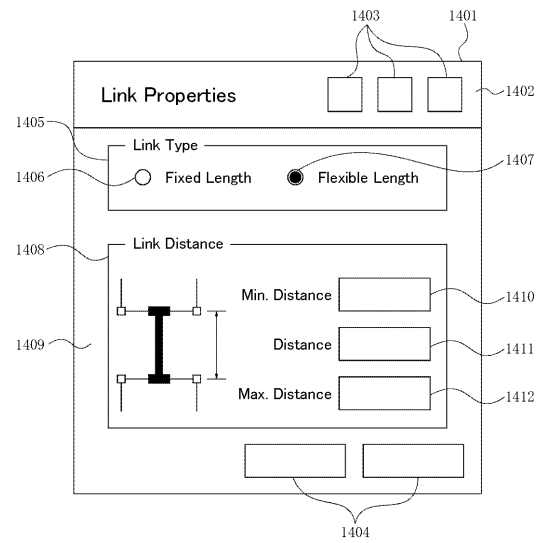 1403
1401
Link Properties
1402
1405
Link Type
1407
1406
Fixed Length
Flexible Length
1408
Link Distance
Min. Distance
1410
1409
Distance
1411
Max. Distance
1412
1404